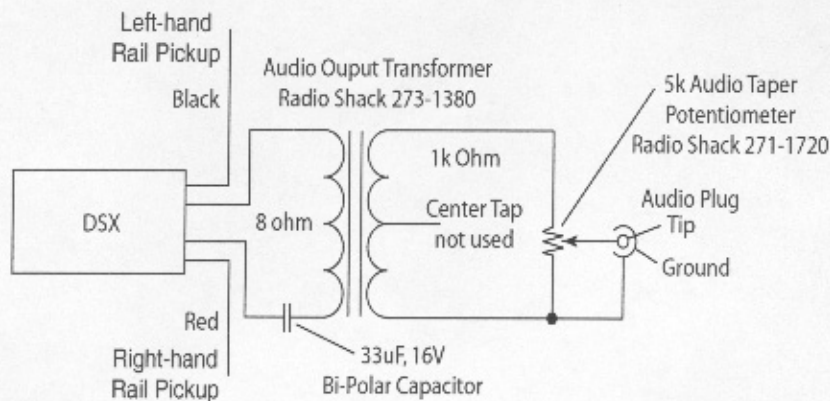 Left-hand
Rail Pickup
Black
Audio Ouput Transformer
Radio Shack 273-1380
5k Audio Taper
Potentiometer
Radio Shack 271-1720
1k Ohm
DSX
8 ohm
Center Tap
not used
Audio Plug
Tip
Ground
Red
Right-hand
Rail Pickup
33uF, 16V
Bi-Polar Capacitor